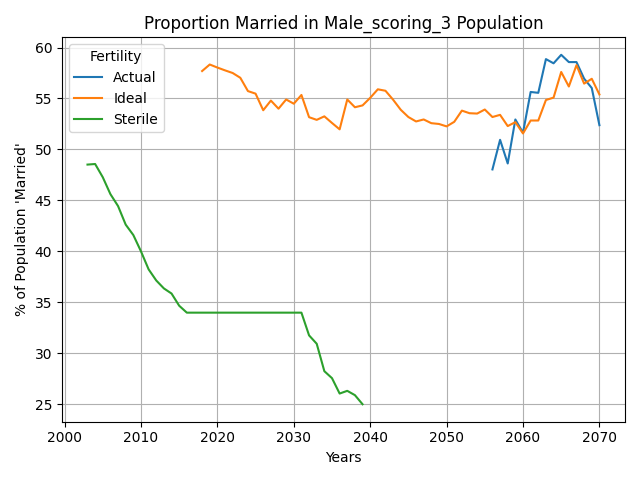 Proportion Married in Male_scoring_3 Population
% of Population 'Married'
60
55
50
45
40
35
30
25
Fertility
Actual
Ideal
Sterile
2000 2010 2020 2030 2040 2050 2060 2070
Years